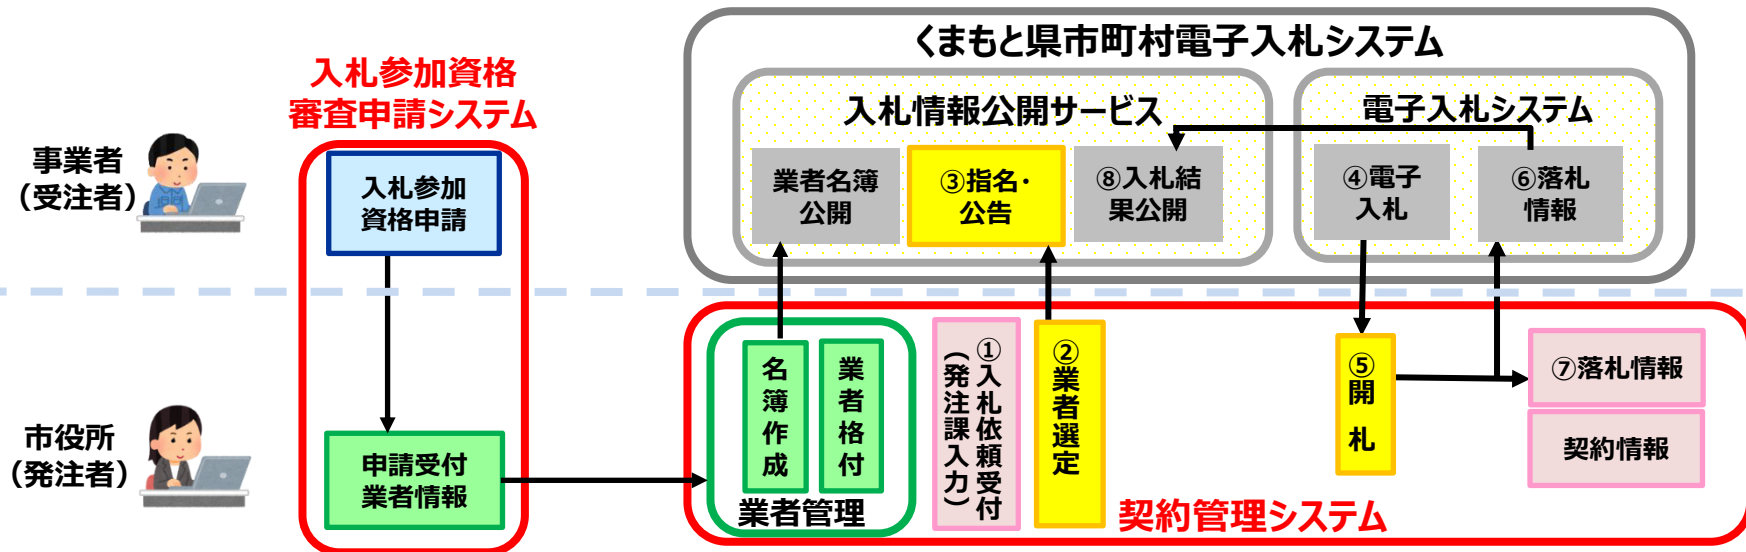 くまもと県市町村電子入札システム
入札参加資格
審査申請システム
入札情報公開サービス
電子入札システム
事業者
（受注者）
入札参加
資格申請
業者名簿
公開
③指名・
公告
⑧入札結
果公開
④電子
入札
⑥落札
情報
市役所
（発注者）
申請受付
業者情報
名簿作成
業者格付
業者管理
①入札依頼受付
（発注課入力）
②業者選定
⑤開札
⑦落札情報
契約情報
契約管理システム